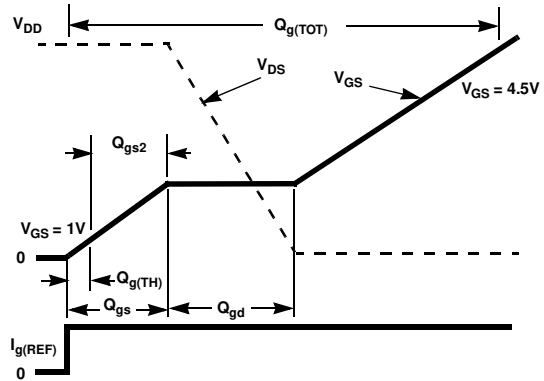 V_DD
Q_g(TOT)
V_DS
V_GS
V_GS = 4.5V
Q_gs2
V_GS = 1V
0
Q_g(TH)
Q_gs
Q_gd
I_g(REF)
0